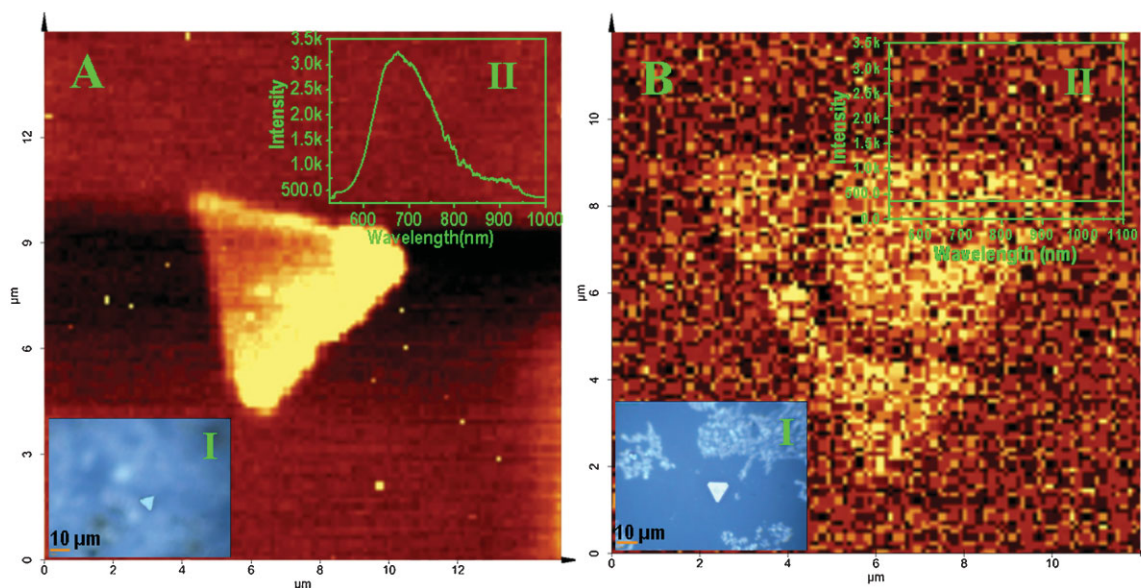 A
II
3.5k
3.0k
2.5k
2.0k
1.5k
1.0k
500.0
Intensity
600 700 800 900 1000
Wavelength(nm)
12
9
6
3
0
µm
I
10 µm
0 2 4 6 8 10 12
µm
B
II
3.5k
3.0k
2.5k
2.0k
1.5k
1.0k
500.0
0.0
Intensity
600 700 800 900 1000 1100
Wavelength (nm)
10
8
6
4
2
0
µm
I
10 µm
0 2 4 6 8 10
µm